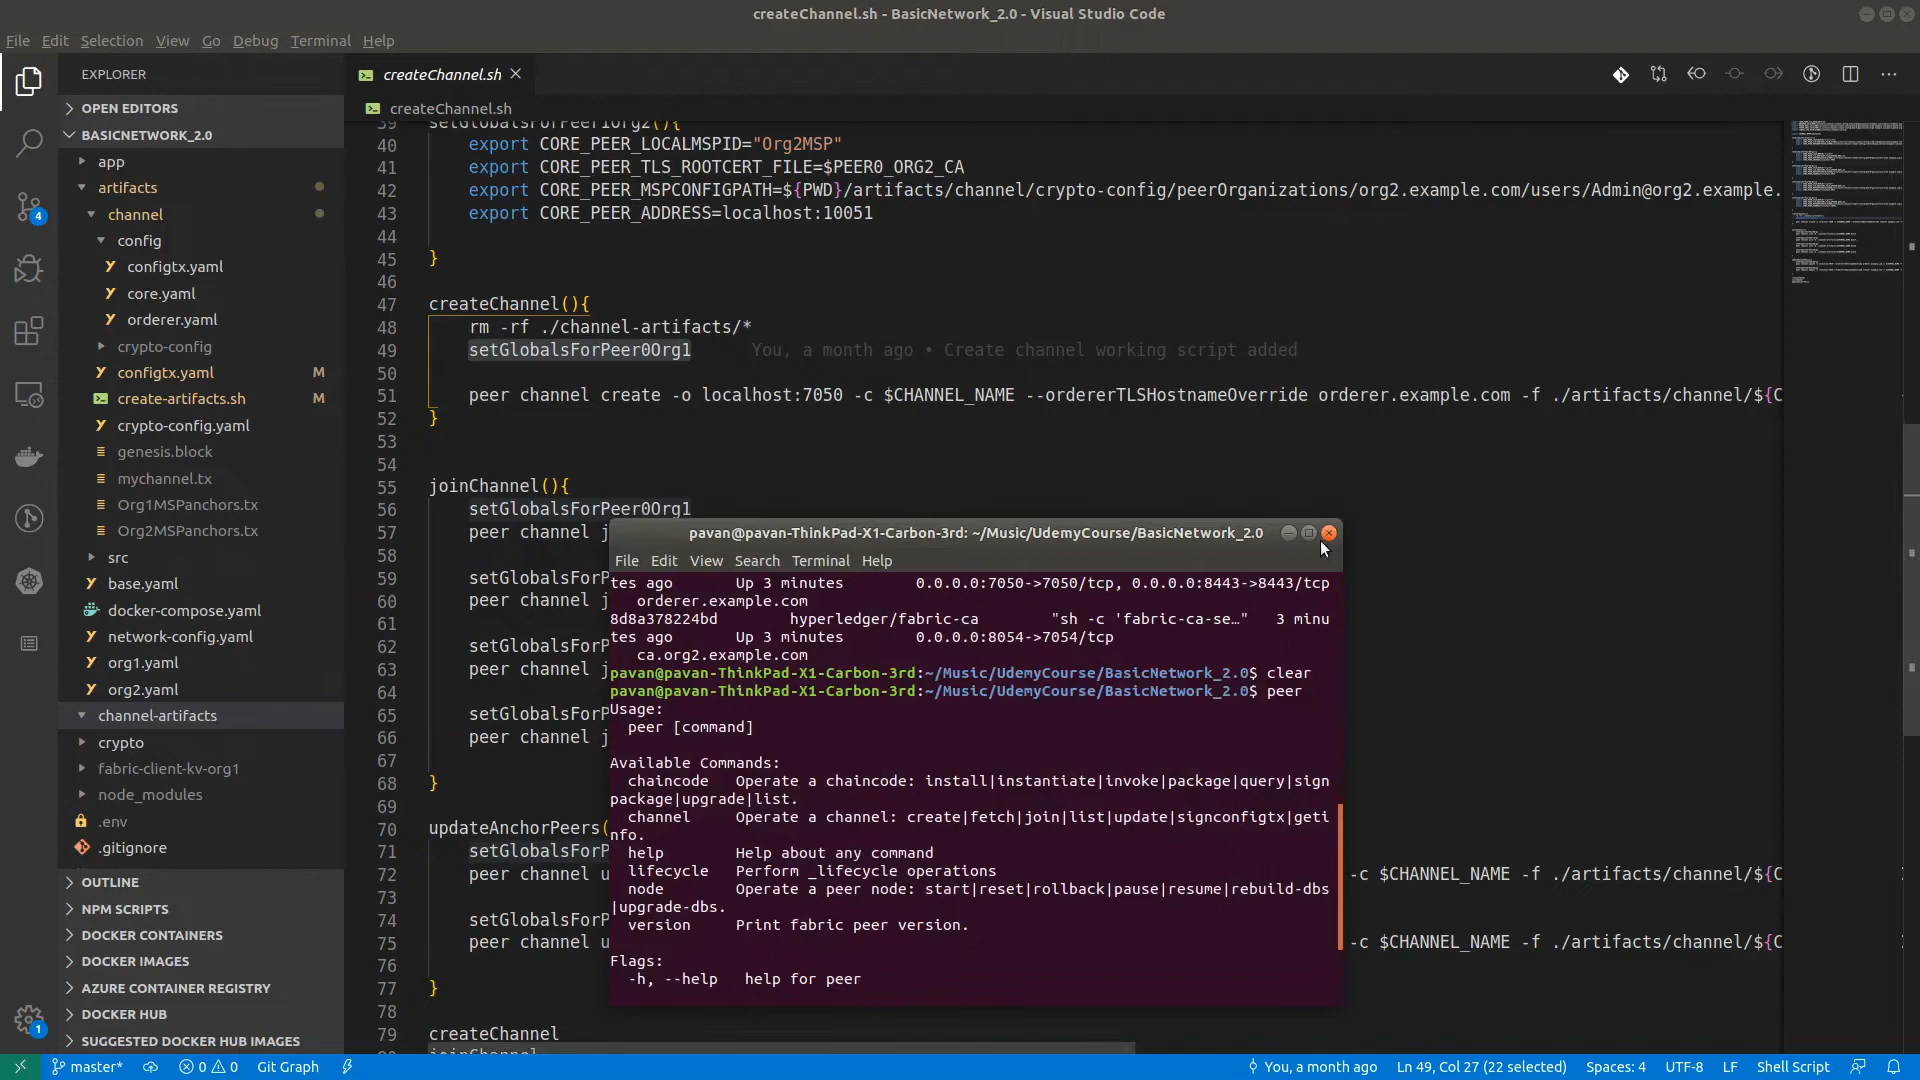 createChannel.sh - BasicNetwork_2.0 - Visual Studio Code
File Edit Selection View Go Debug Terminal Help
EXPLORER
OPEN EDITORS
BASICNETWORK_2.0
app
artifacts
channel
config
configtx.yaml
core.yaml
orderer.yaml
crypto-config
configtx.yaml M
create-artifacts.sh M
crypto-config.yaml
genesis.block
mychannel.tx
Org1MSPanchors.tx
Org2MSPanchors.tx
src
base.yaml
docker-compose.yaml
network-config.yaml
org1.yaml
org2.yaml
channel-artifacts
crypto
fabric-client-kv-org1
node_modules
.env
.gitignore
OUTLINE
NPM SCRIPTS
DOCKER CONTAINERS
DOCKER IMAGES
AZURE CONTAINER REGISTRY
DOCKER HUB
SUGGESTED DOCKER HUB IMAGES
4
1
createChannel.sh
createChannel.sh
39 setGlobalsForPeer1Org2(){
40 export CORE_PEER_LOCALMSPID="Org2MSP"
41 export CORE_PEER_TLS_ROOTCERT_FILE=$PEER0_ORG2_CA
42 export CORE_PEER_MSPCONFIGPATH=${PWD}/artifacts/channel/crypto-config/peerOrganizations/org2.example.com/users/Admin@org2.example.
43 export CORE_PEER_ADDRESS=localhost:10051
44
45 }
46
47 createChannel(){
48 rm -rf ./channel-artifacts/*
49 setGlobalsForPeer0Org1 You, a month ago • Create channel working script added
50
51 peer channel create -o localhost:7050 -c $CHANNEL_NAME --ordererTLSHostnameOverride orderer.example.com -f ./artifacts/channel/${C
52 }
53
54
55 joinChannel(){
56 setGlobalsForPeer0Org1
57 peer channel j
58
59 setGlobalsForP
60 peer channel j
61
62 setGlobalsForP
63 peer channel j
64
65 setGlobalsForP
66 peer channel j
67
68 }
69
70 updateAnchorPeers(
71 setGlobalsForP
72 peer channel u -c $CHANNEL_NAME -f ./artifacts/channel/${C
73
74 setGlobalsForP
75 peer channel u -c $CHANNEL_NAME -f ./artifacts/channel/${C
76
77 }
78
79 createChannel
joinChannel
pavan@pavan-ThinkPad-X1-Carbon-3rd: ~/Music/UdemyCourse/BasicNetwork_2.0
File Edit View Search Terminal Help
tes ago Up 3 minutes 0.0.0.0:7050->7050/tcp, 0.0.0.0:8443->8443/tcp
orderer.example.com
8d8a378224bd hyperledger/fabric-ca "sh -c 'fabric-ca-se…" 3 minu
tes ago Up 3 minutes 0.0.0.0:8054->7054/tcp
ca.org2.example.com
pavan@pavan-ThinkPad-X1-Carbon-3rd:~/Music/UdemyCourse/BasicNetwork_2.0$ clear
pavan@pavan-ThinkPad-X1-Carbon-3rd:~/Music/UdemyCourse/BasicNetwork_2.0$ peer
Usage:
peer [command]
Available Commands:
chaincode Operate a chaincode: install|instantiate|invoke|package|query|sign
package|upgrade|list.
channel Operate a channel: create|fetch|join|list|update|signconfigtx|geti
nfo.
help Help about any command
lifecycle Perform _lifecycle operations
node Operate a peer node: start|reset|rollback|pause|resume|rebuild-dbs
|upgrade-dbs.
version Print fabric peer version.
Flags:
-h, --help help for peer
master* 0 0 Git Graph You, a month ago Ln 49, Col 27 (22 selected) Spaces: 4 UTF-8 LF Shell Script